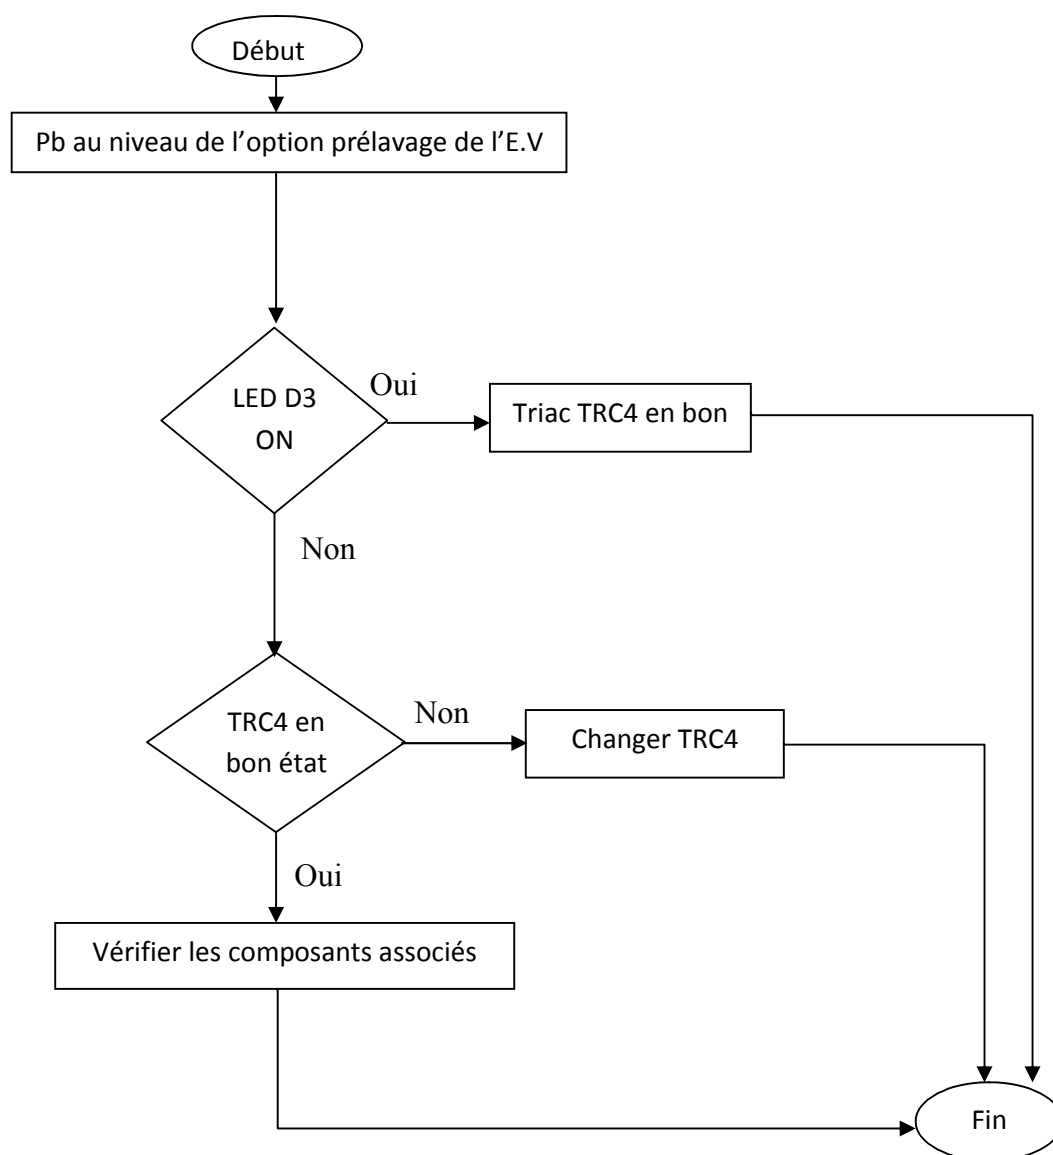 Début
Pb au niveau de l’option prélavage de l’E.V
LED D3
ON
Oui
Triac TRC4 en bon
Non
TRC4 en
bon état
Non
Changer TRC4
Oui
Vérifier les composants associés
Fin